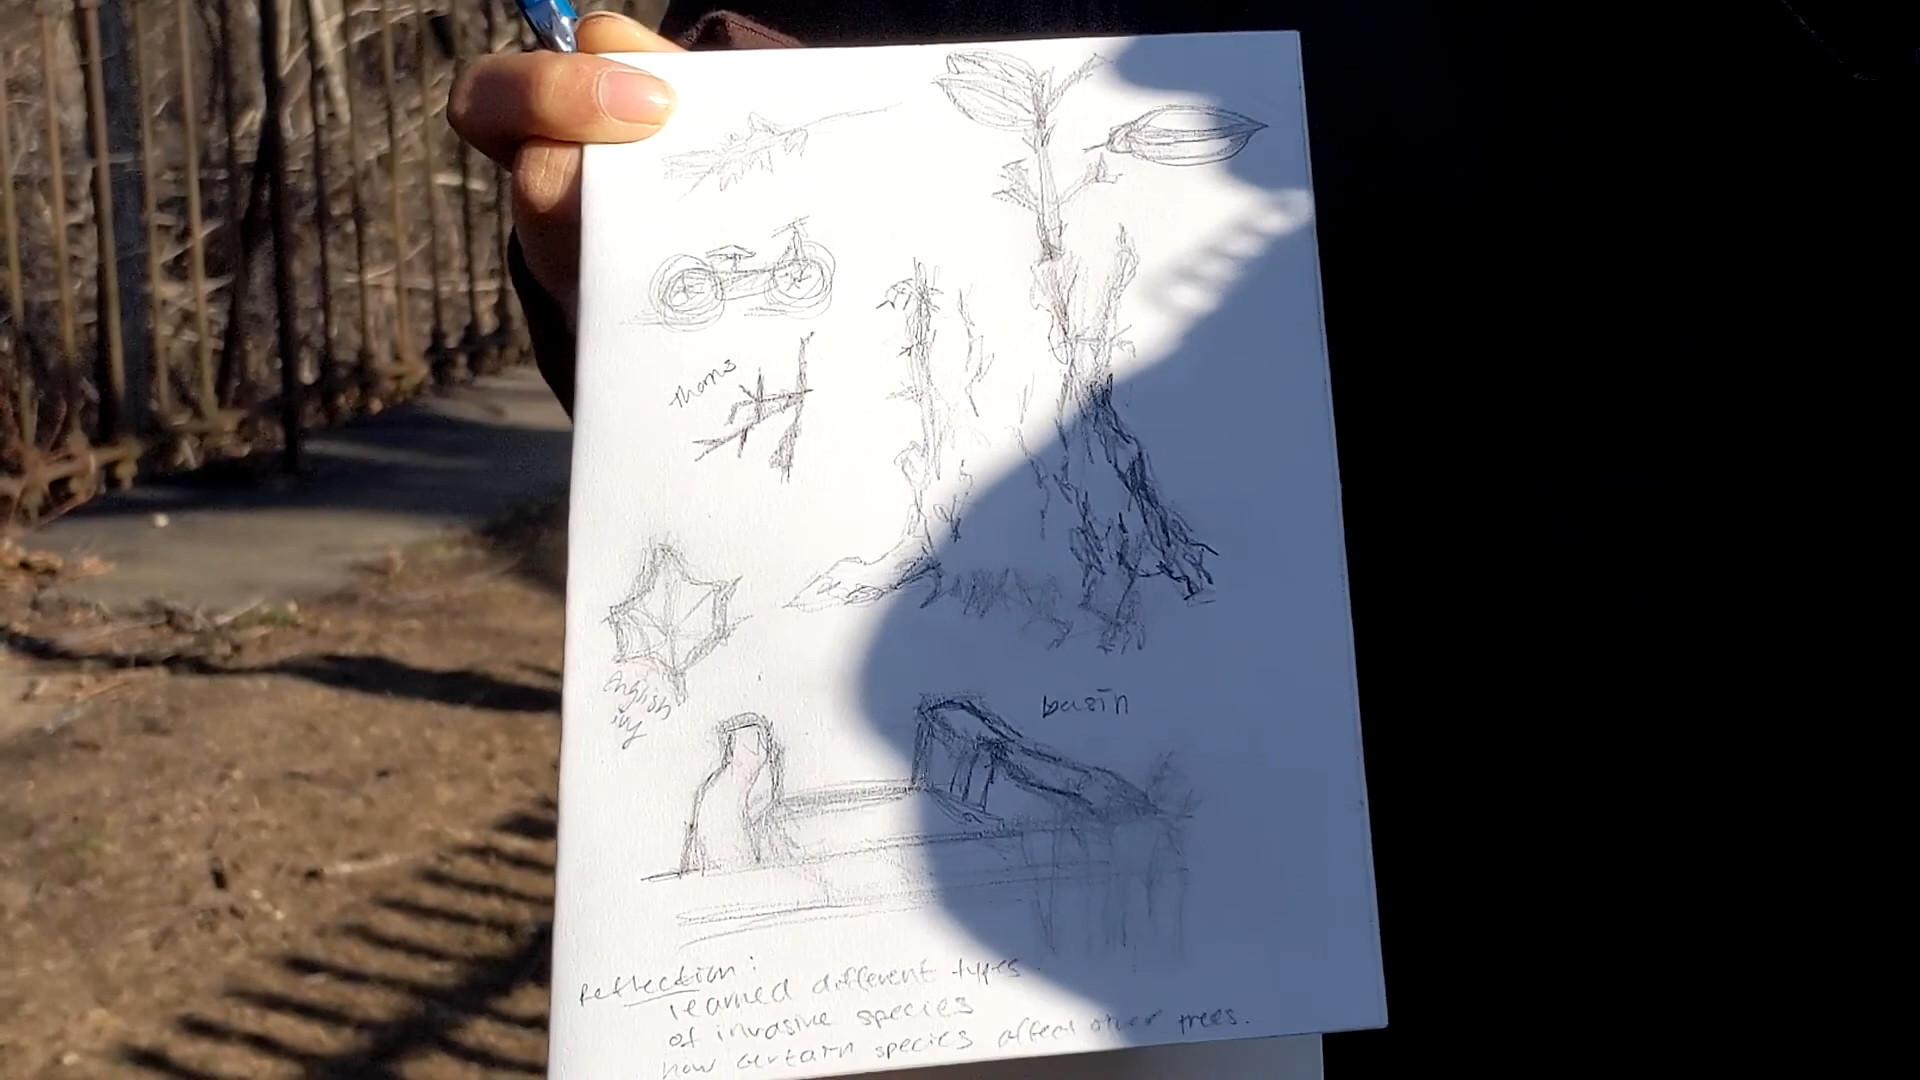 thorns
English
ivy
basin
Reflection:
learned different types
of invasive species
how certain species affect other trees.